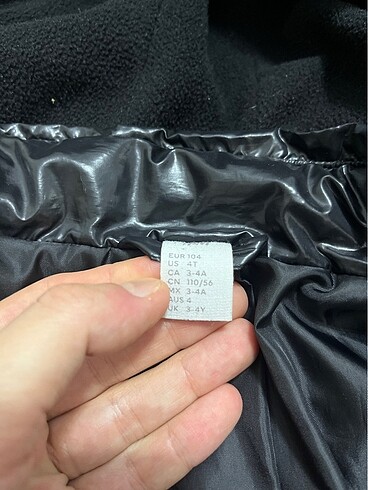 EUR 104
US 4T
CA 3-4A
CN 110/56
MX 3-4A
AUS 4
UK 3-4Y